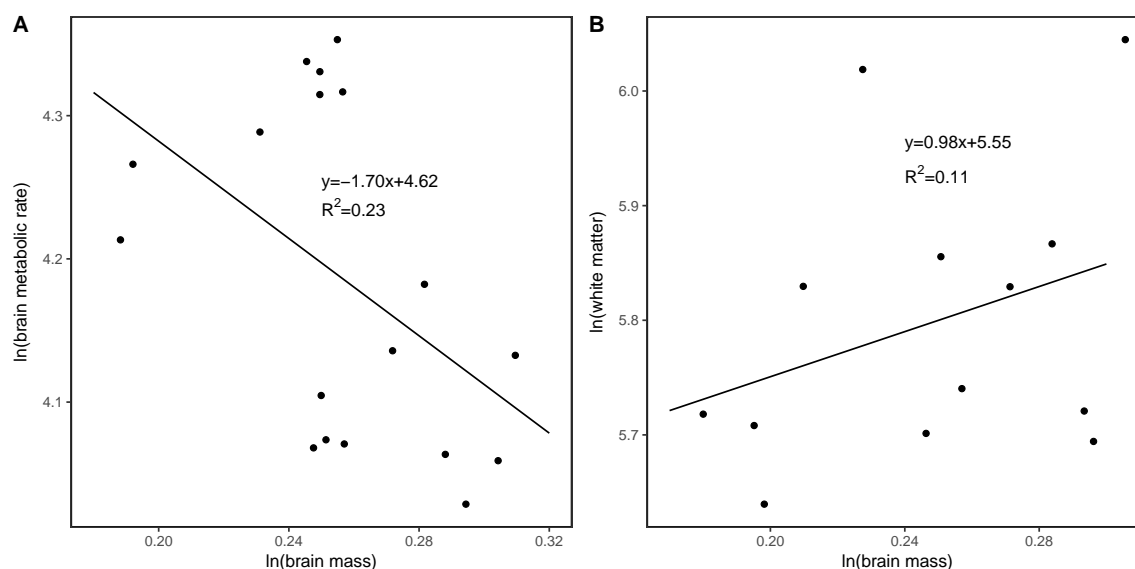 A
ln(brain metabolic rate)
4.3
4.2
4.1
y=−1.70x+4.62
R²=0.23
0.20 0.24 0.28 0.32
ln(brain mass)
B
ln(white matter)
6.0
5.9
5.8
5.7
y=0.98x+5.55
R²=0.11
0.20 0.24 0.28
ln(brain mass)